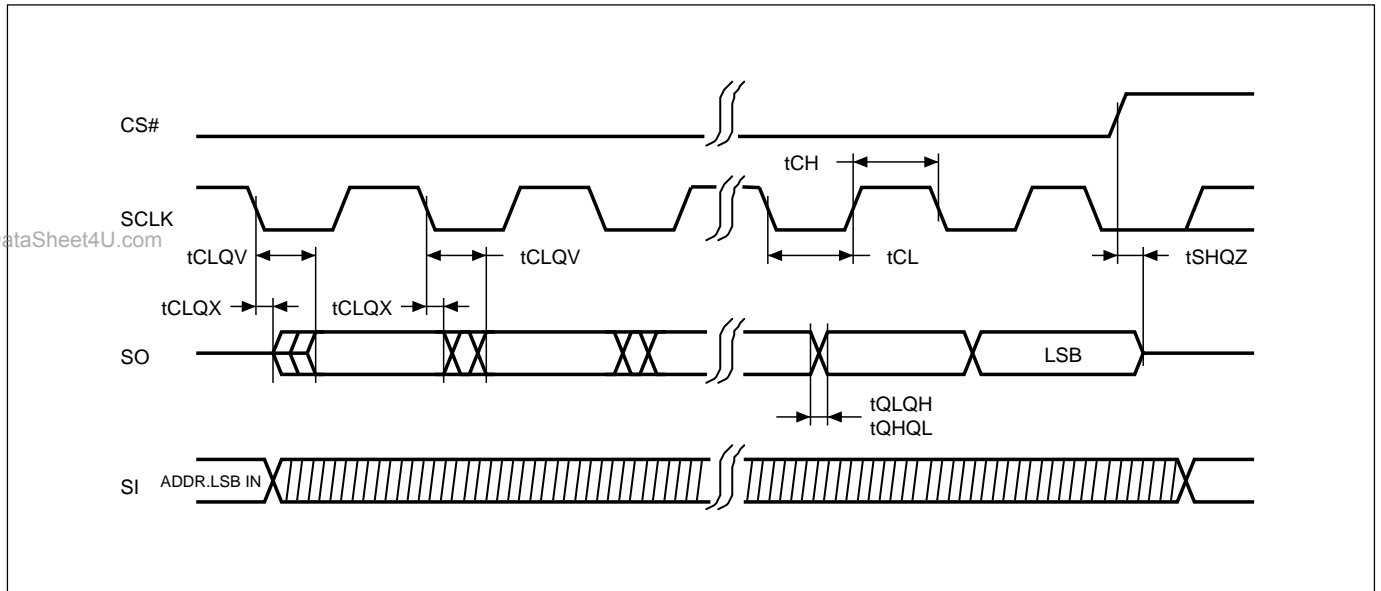 CS#
tCH
SCLK
ataSheet4U.com
tCLQV
tCLQV
tCL
tSHQZ
tCLQX
tCLQX
SO
LSB
tQLQH
tQHQL
SI
ADDR.LSB IN